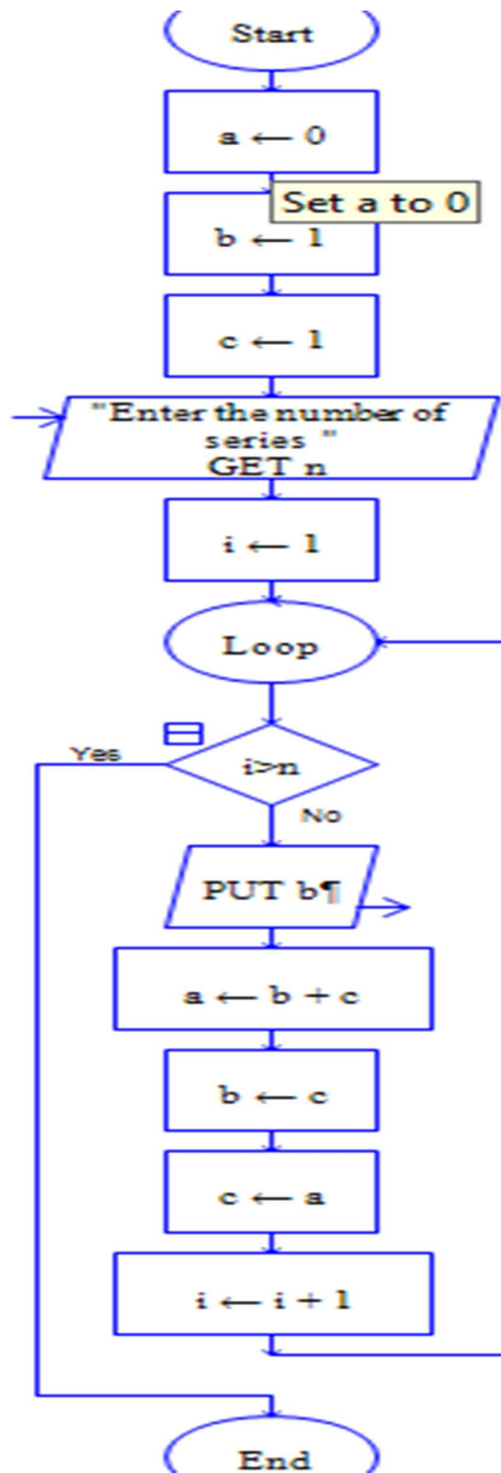 Start
a ← 0
Set a to 0
b ← 1
c ← 1
"Enter the number of
series "
GET n
i ← 1
Loop
Yes
i>n
No
PUT b¶
a ← b + c
b ← c
c ← a
i ← i + 1
End